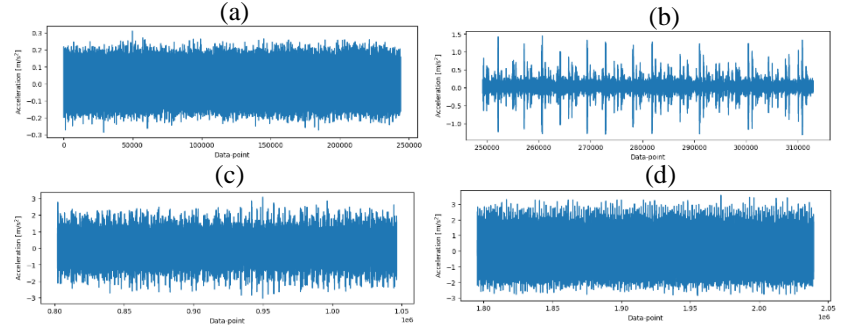 (a)
Acceleration [m/s²]
0.3
0.2
0.1
0.0
−0.1
−0.2
−0.3
0 50000 100000 150000 200000 250000
Data-point
(b)
Acceleration [m/s²]
1.5
1.0
0.5
0.0
−0.5
−1.0
250000 260000 270000 280000 290000 300000 310000
Data-point
(c)
Acceleration [m/s²]
3
2
1
0
−1
−2
−3
0.80 0.85 0.90 0.95 1.00 1.05
1e6
Data-point
(d)
Acceleration [m/s²]
3
2
1
0
−1
−2
−3
1.80 1.85 1.90 1.95 2.00 2.05
1e6
Data-point